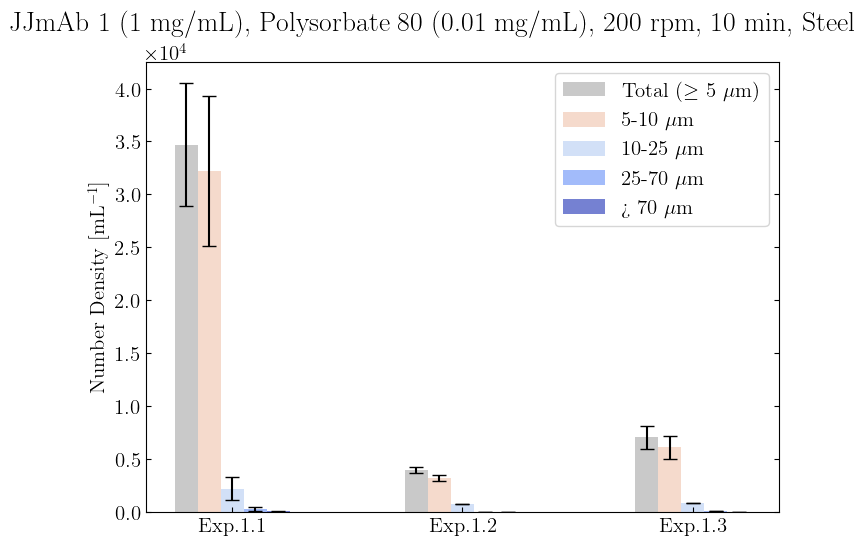 JJmAb 1 (1 mg/mL), Polysorbate 80 (0.01 mg/mL), 200 rpm, 10 min, Steel
×10⁴
Total (≥ 5 μm)
5-10 μm
10-25 μm
25-70 μm
¿ 70 μm
Number Density [mL⁻¹]
4.0
3.5
3.0
2.5
2.0
1.5
1.0
0.5
0.0
Exp.1.1
Exp.1.2
Exp.1.3